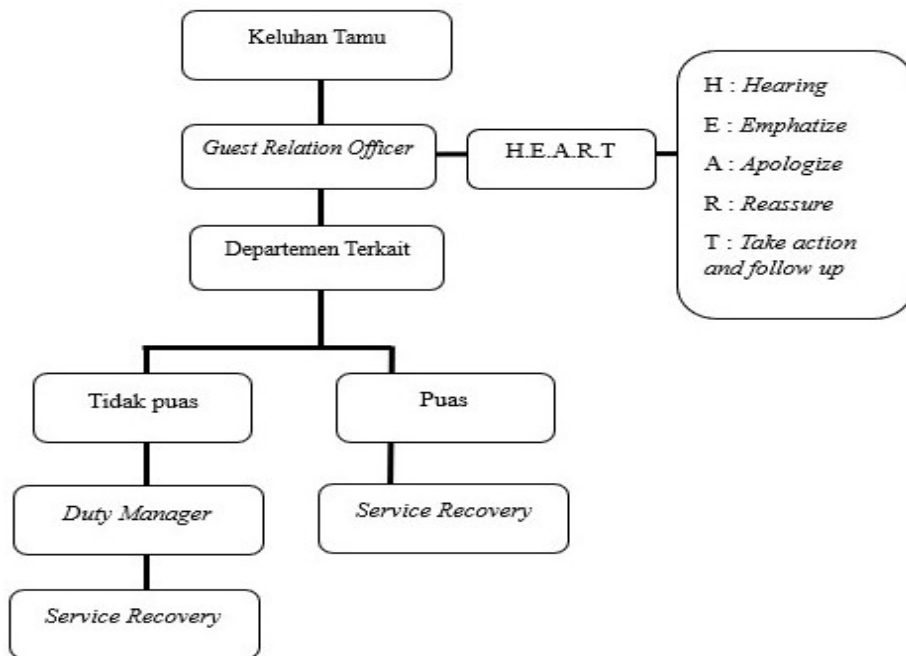 Keluhan Tamu
Guest Relation Officer
H.E.A.R.T
H : Hearing
E : Emphatize
A : Apologize
R : Reassure
T : Take action
and follow up
Departemen Terkait
Tidak puas
Puas
Duty Manager
Service Recovery
Service Recovery